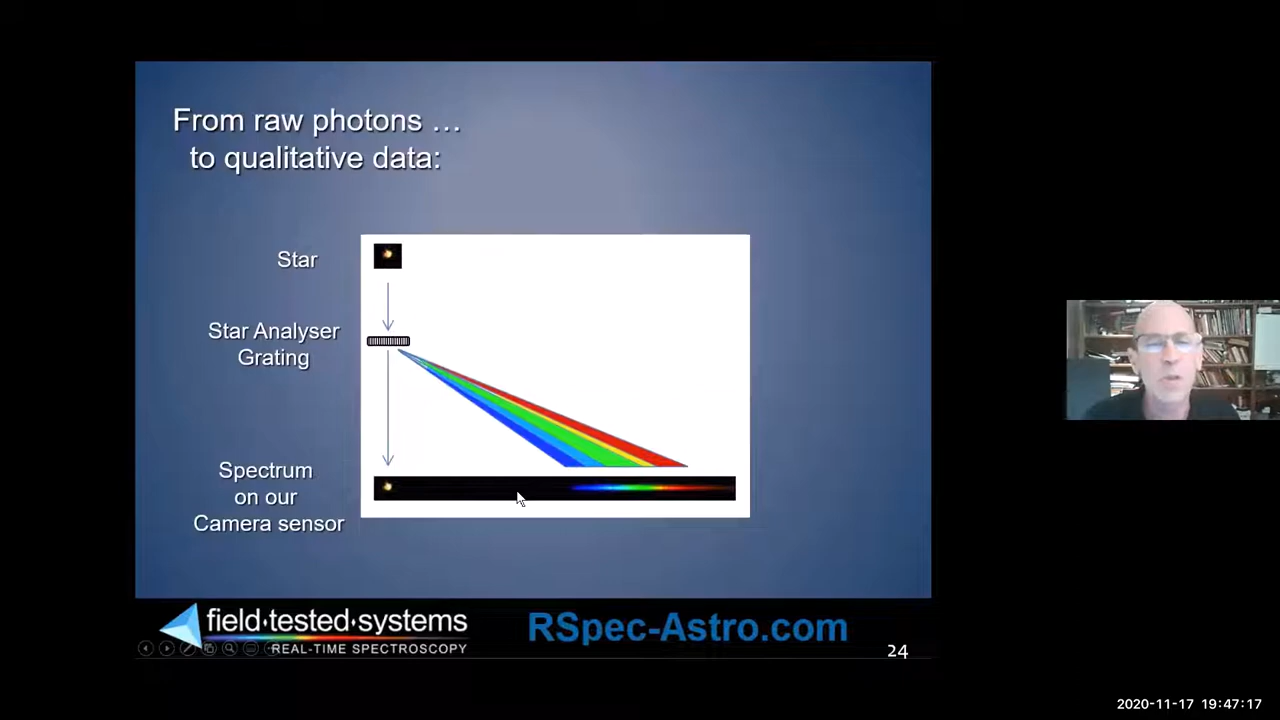 From raw photons …
to qualitative data:
Star
Star Analyser
Grating
Spectrum
on our
Camera sensor
field·tested·systems
REAL-TIME SPECTROSCOPY
RSpec-Astro.com
24
2020-11-17 19:47:17